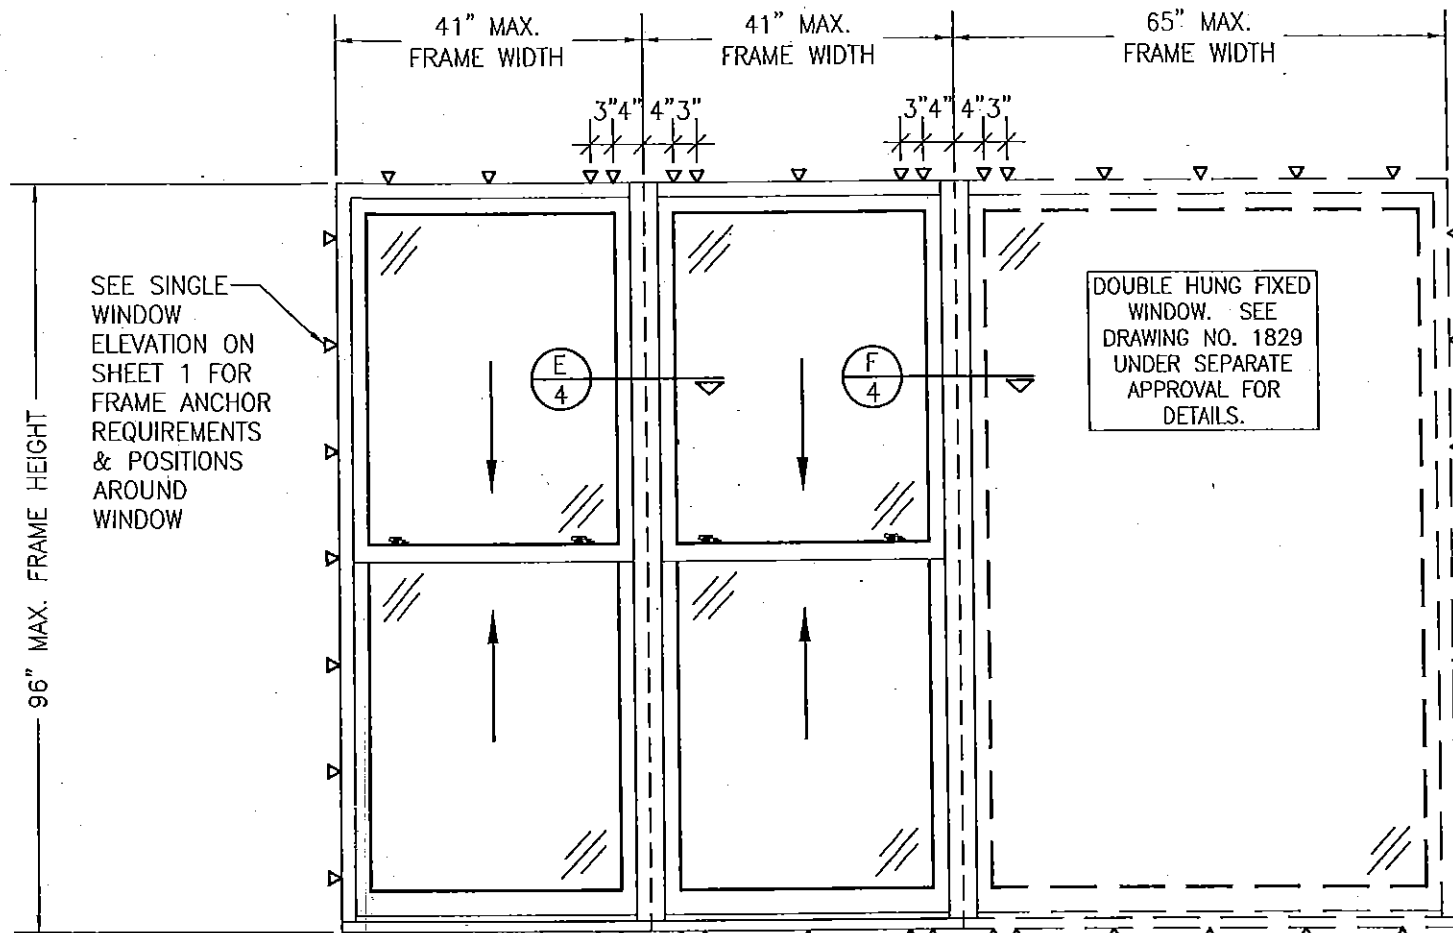 41" MAX.
FRAME WIDTH
41" MAX.
FRAME WIDTH
65" MAX.
FRAME WIDTH
3"4" 4"3"
3"4" 4"3"
SEE SINGLE
WINDOW
ELEVATION ON
SHEET 1 FOR
FRAME ANCHOR
REQUIREMENTS
& POSITIONS
AROUND
WINDOW
96" MAX. FRAME HEIGHT
E
4
F
4
DOUBLE HUNG FIXED
WINDOW. SEE
DRAWING NO. 1829
UNDER SEPARATE
APPROVAL FOR
DETAILS.